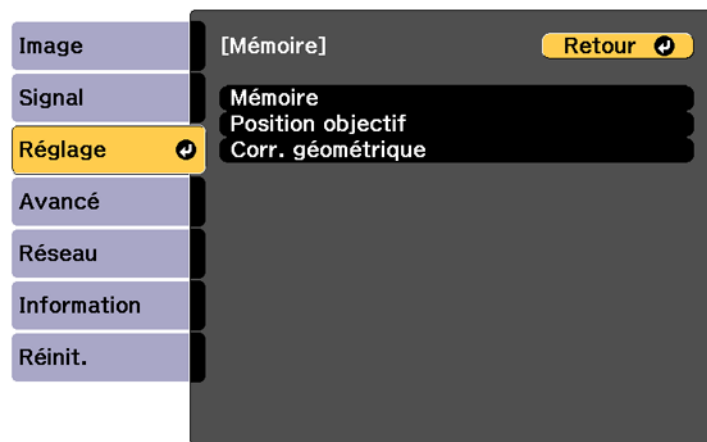 Image
Signal
Réglage
Avancé
Réseau
Information
Réinit.
[Mémoire]
Retour
Mémoire
Position objectif
Corr. géométrique